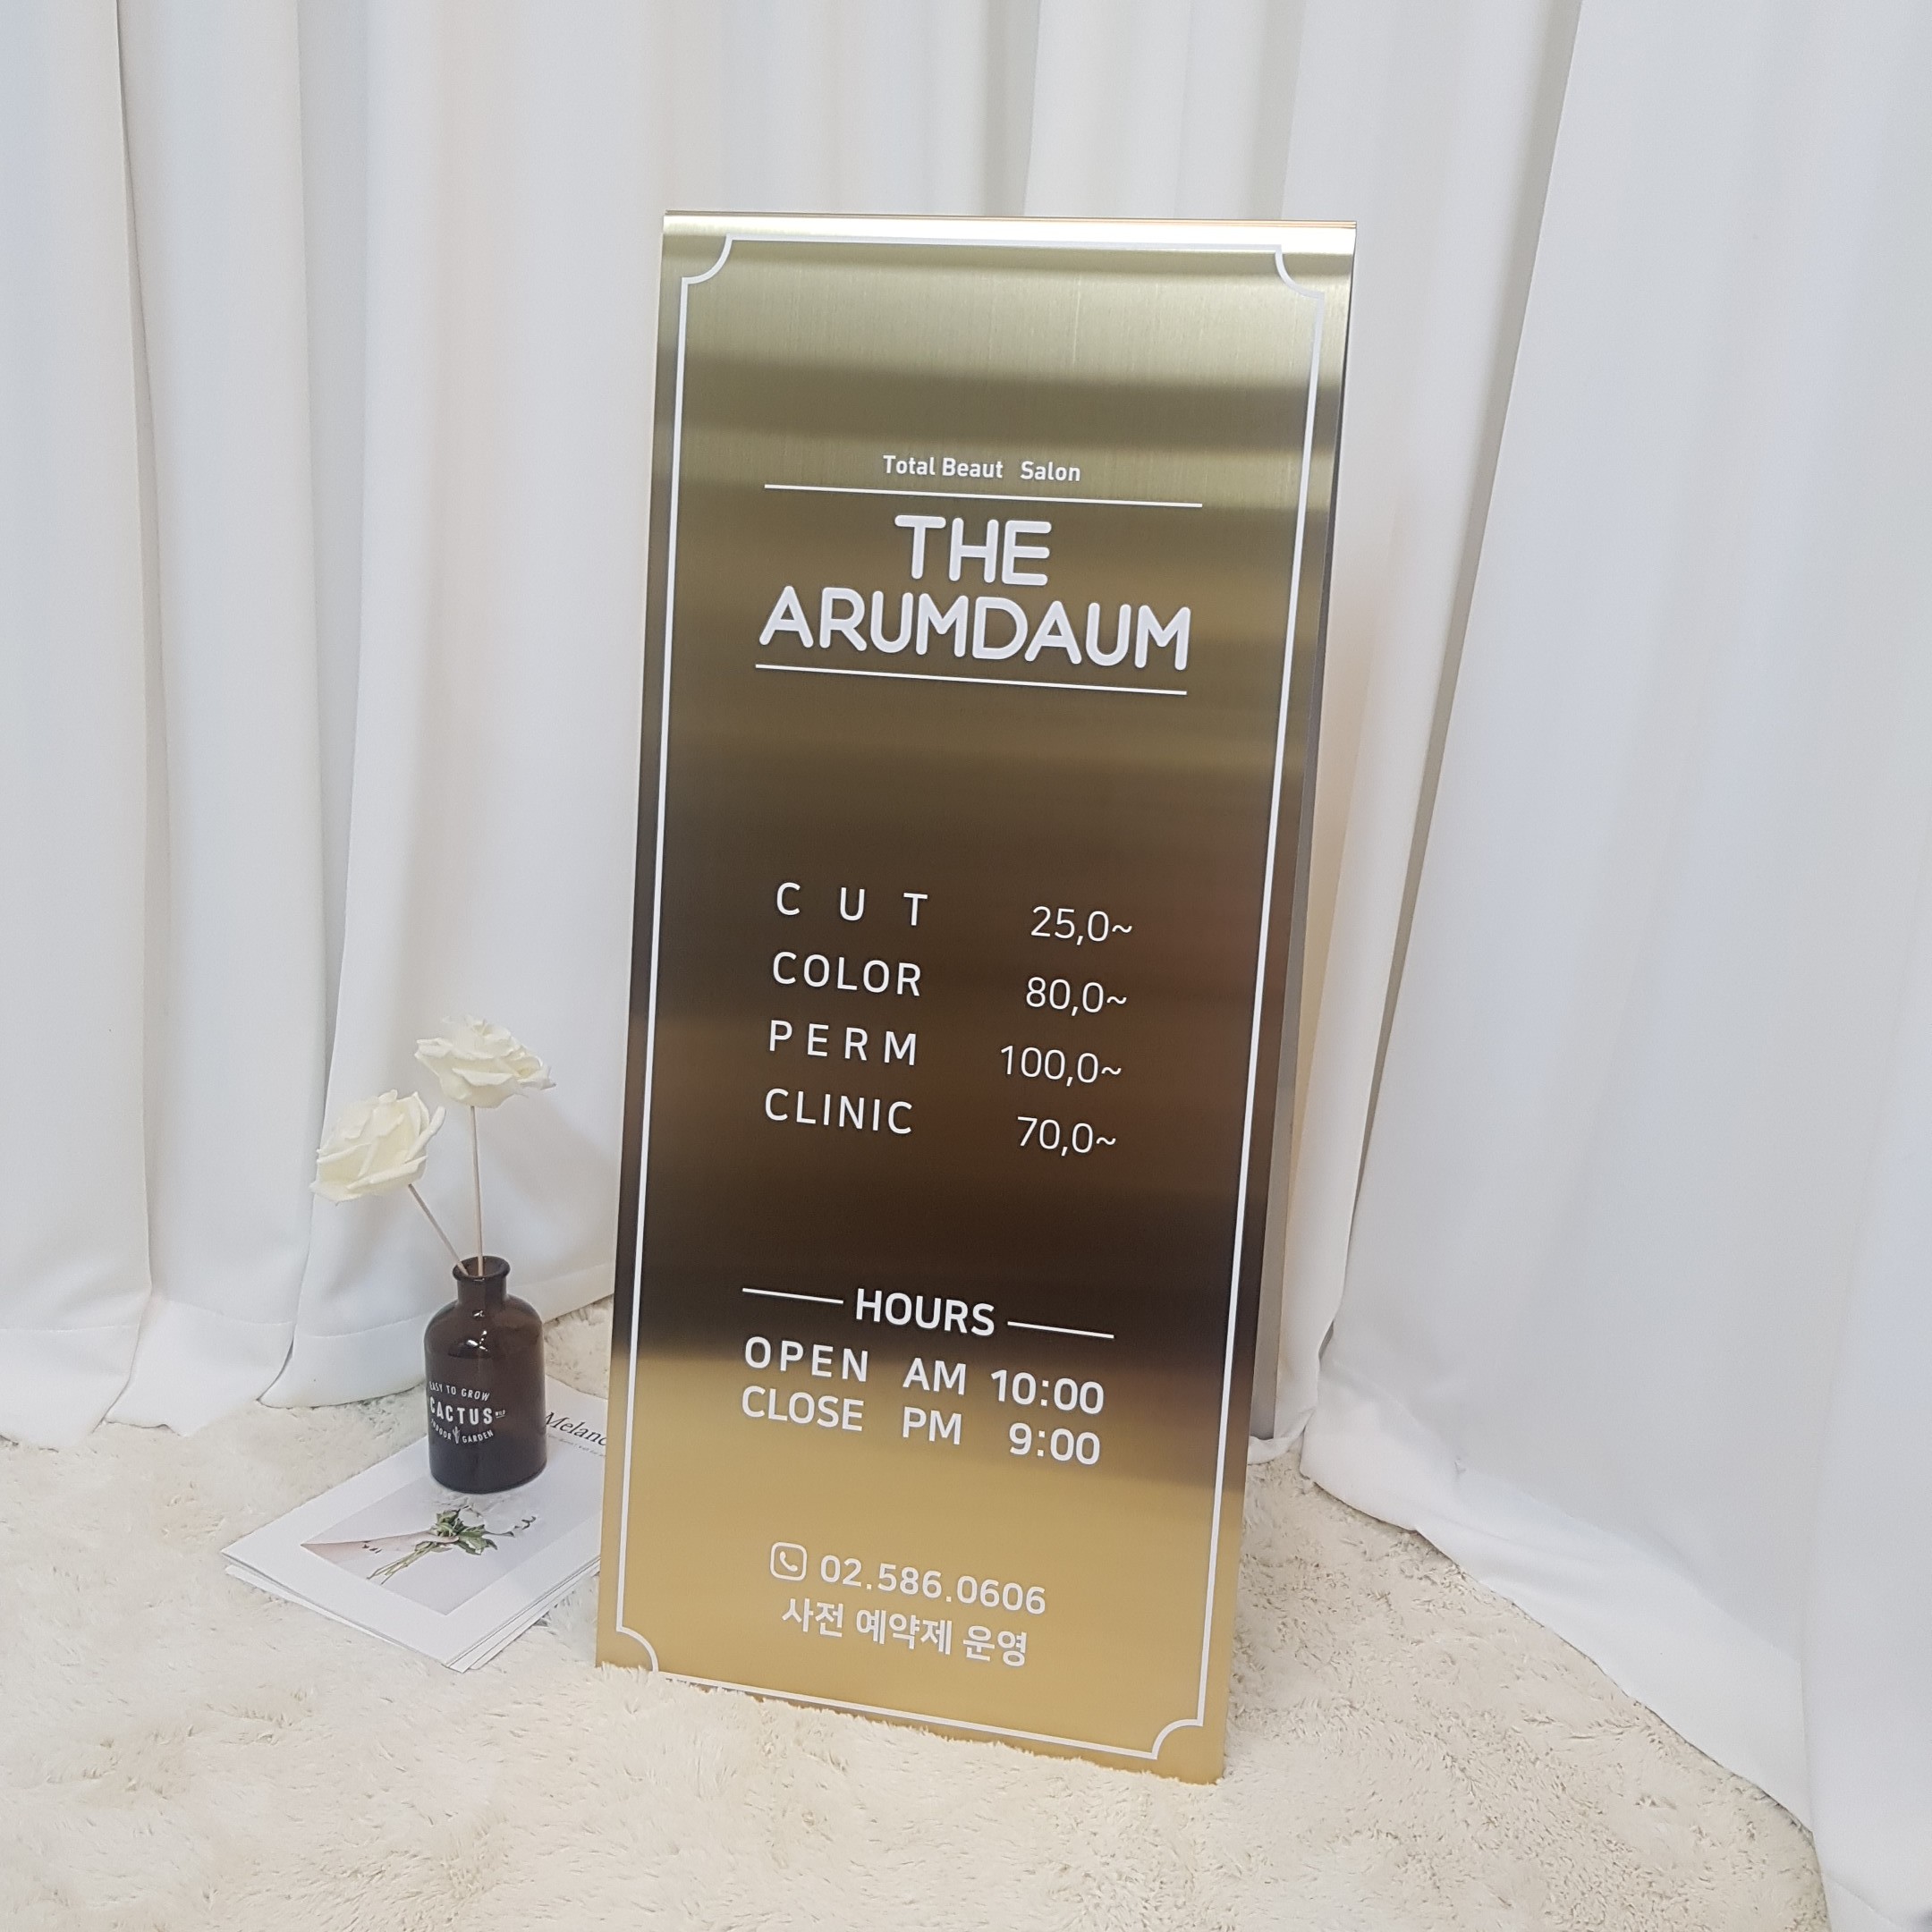 Total Beaut Salon
THE
ARUMDAUM
CUT 25,0~
COLOR 80,0~
PERM 100,0~
CLINIC 70,0~
HOURS
OPEN AM 10:00
CLOSE PM 9:00
02.586.0606
사전 예약제 운영
EASY TO GROW
CACTUS
GARDEN